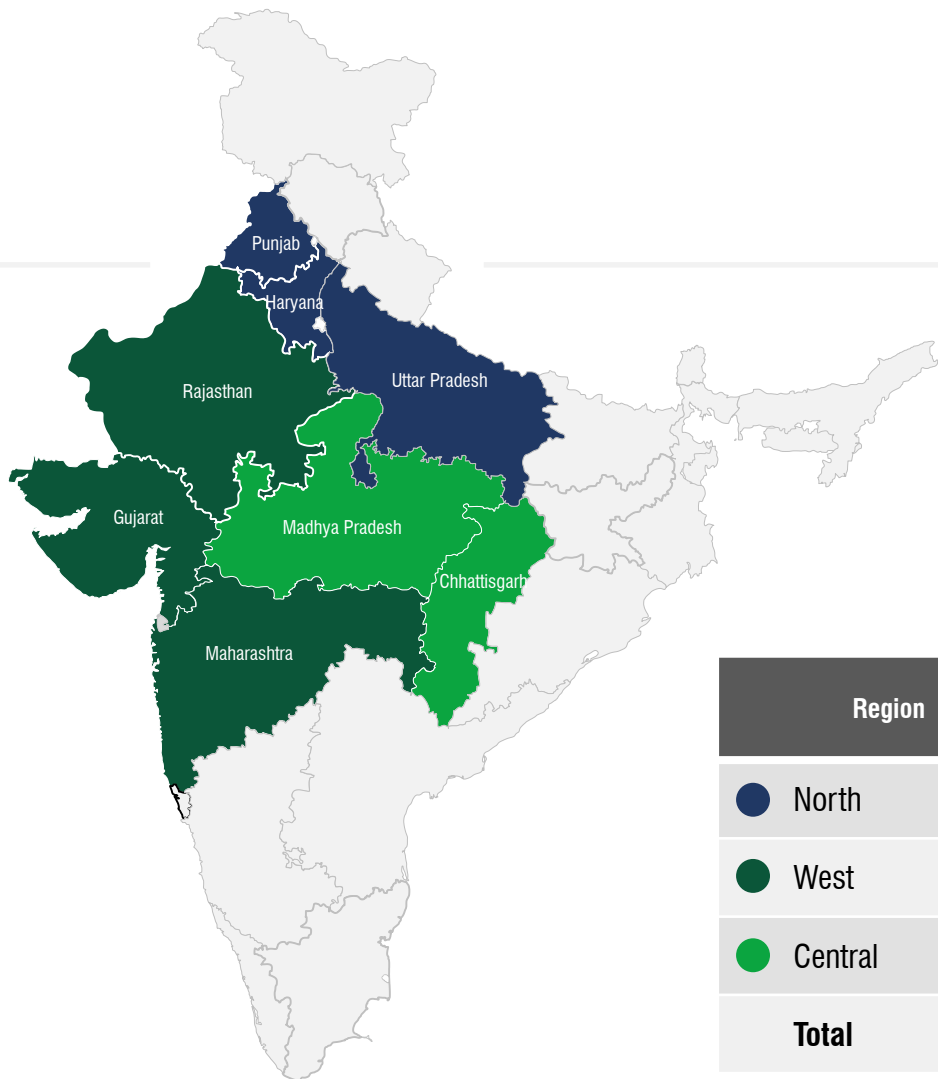 Punjab
Haryana
Uttar Pradesh
Rajasthan
Gujarat
Madhya Pradesh
Chhattisgarh
Maharashtra
Region
North
West
Central
Total